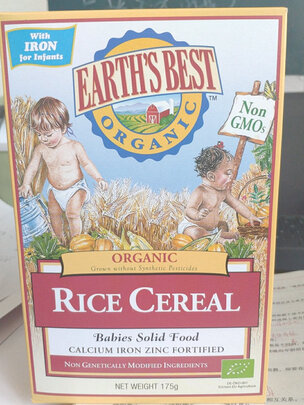 With
IRON
for Infants
EARTH'S BEST
TM
ORGANIC
Non
GMOs
ORGANIC
Grown without Synthetic Pesticides
RICE CEREAL
Babies Solid Food
CALCIUM IRON ZINC FORTIFIED
NON GENETICALLY MODIFIED INGREDIENTS
NET WEIGHT 175g